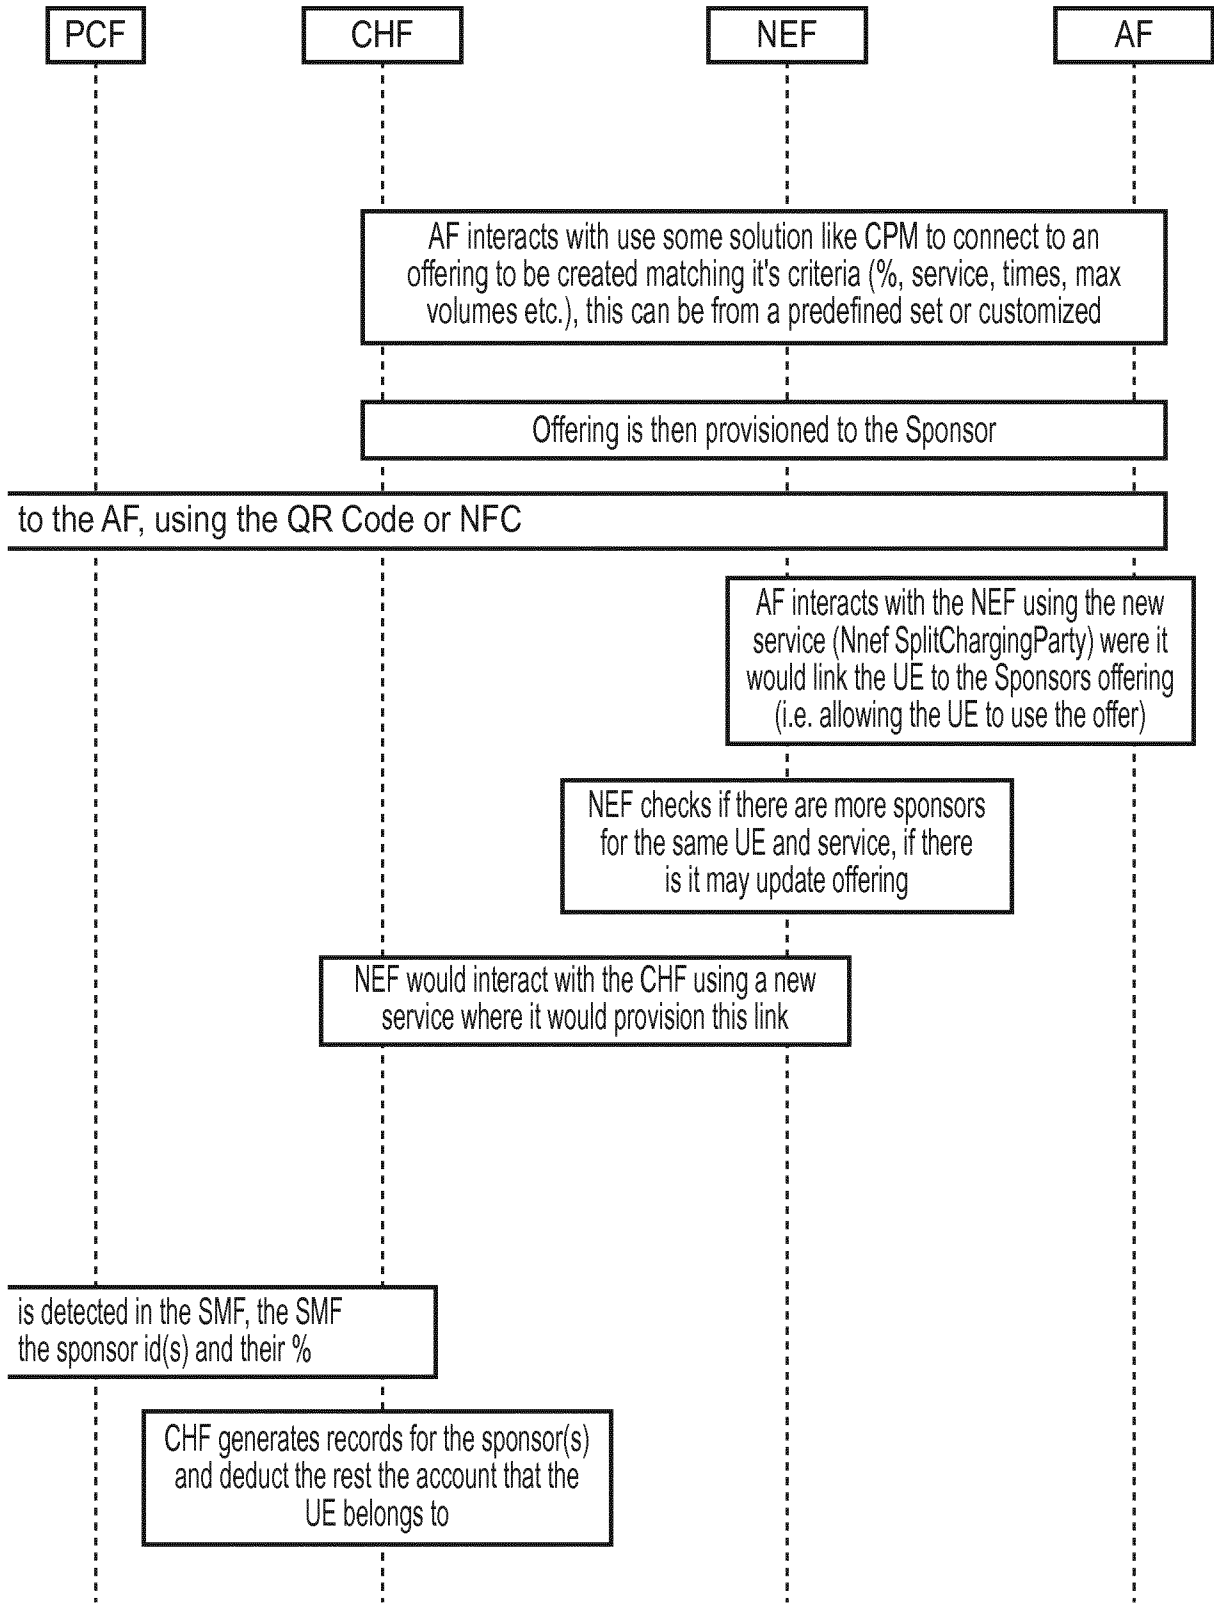 PCF CHF NEF AF
AF interacts with use some solution like CPM to connect to an
offering to be created matching it's criteria (%, service, times, max
volumes etc.), this can be from a predefined set or customized
Offering is then provisioned to the Sponsor
to the AF, using the QR Code or NFC
AF interacts with the NEF using the new
service (Nnef SplitChargingParty) were it
would link the UE to the Sponsors offering
(i.e. allowing the UE to use the offer)
NEF checks if there are more sponsors
for the same UE and service, if there
is it may update offering
NEF would interact with the CHF using a new
service where it would provision this link
is detected in the SMF, the SMF
the sponsor id(s) and their %
CHF generates records for the sponsor(s)
and deduct the rest the account that the
UE belongs to